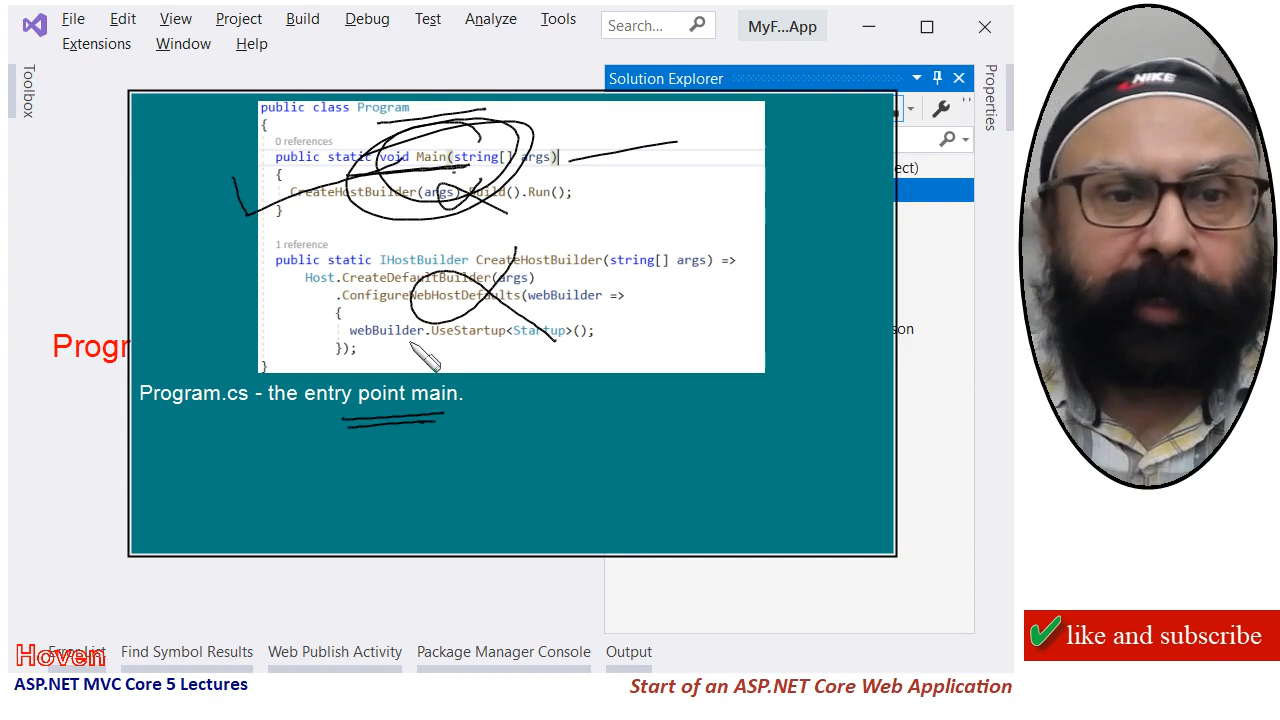 File Edit View Project Build Debug Test Analyze Tools Search... MyF...App
Extensions Window Help
Toolbox
Solution Explorer
Properties
ect)
son
Progr
public class Program
{
0 references
public static void Main(string[] args)
{
CreateHostBuilder(args).Build().Run();
}
1 reference
public static IHostBuilder CreateHostBuilder(string[] args) =>
Host.CreateDefaultBuilder(args)
.ConfigureWebHostDefaults(webBuilder =>
{
webBuilder.UseStartup<Startup>();
});
}
Program.cs - the entry point main.
NIKE
like and subscribe
Hoven
Error List Find Symbol Results Web Publish Activity Package Manager Console Output
ASP.NET MVC Core 5 Lectures
Start of an ASP.NET Core Web Application